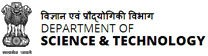 विज्ञान एवं प्रौद्योगिकी विभाग
DEPARTMENT OF
SCIENCE & TECHNOLOGY